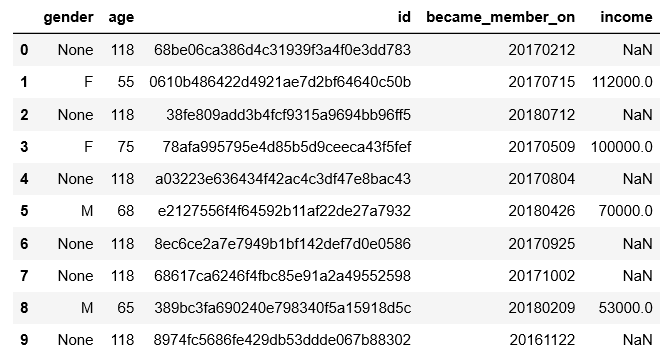 gender age id became_member_on income
0 None 118 68be06ca386d4c31939f3a4f0e3dd783 20170212 NaN
1 F 55 0610b486422d4921ae7d2bf64640c50b 20170715 112000.0
2 None 118 38fe809add3b4fcf9315a9694bb96ff5 20180712 NaN
3 F 75 78afa995795e4d85b5d9ceeca43f5fef 20170509 100000.0
4 None 118 a03223e636434f42ac4c3df47e8bac43 20170804 NaN
5 M 68 e2127556f4f64592b11af22de27a7932 20180426 70000.0
6 None 118 8ec6ce2a7e7949b1bf142def7d0e0586 20170925 NaN
7 None 118 68617ca6246f4fbc85e91a2a49552598 20171002 NaN
8 M 65 389bc3fa690240e798340f5a15918d5c 20180209 53000.0
9 None 118 8974fc5686fe429db53ddde067b88302 20161122 NaN